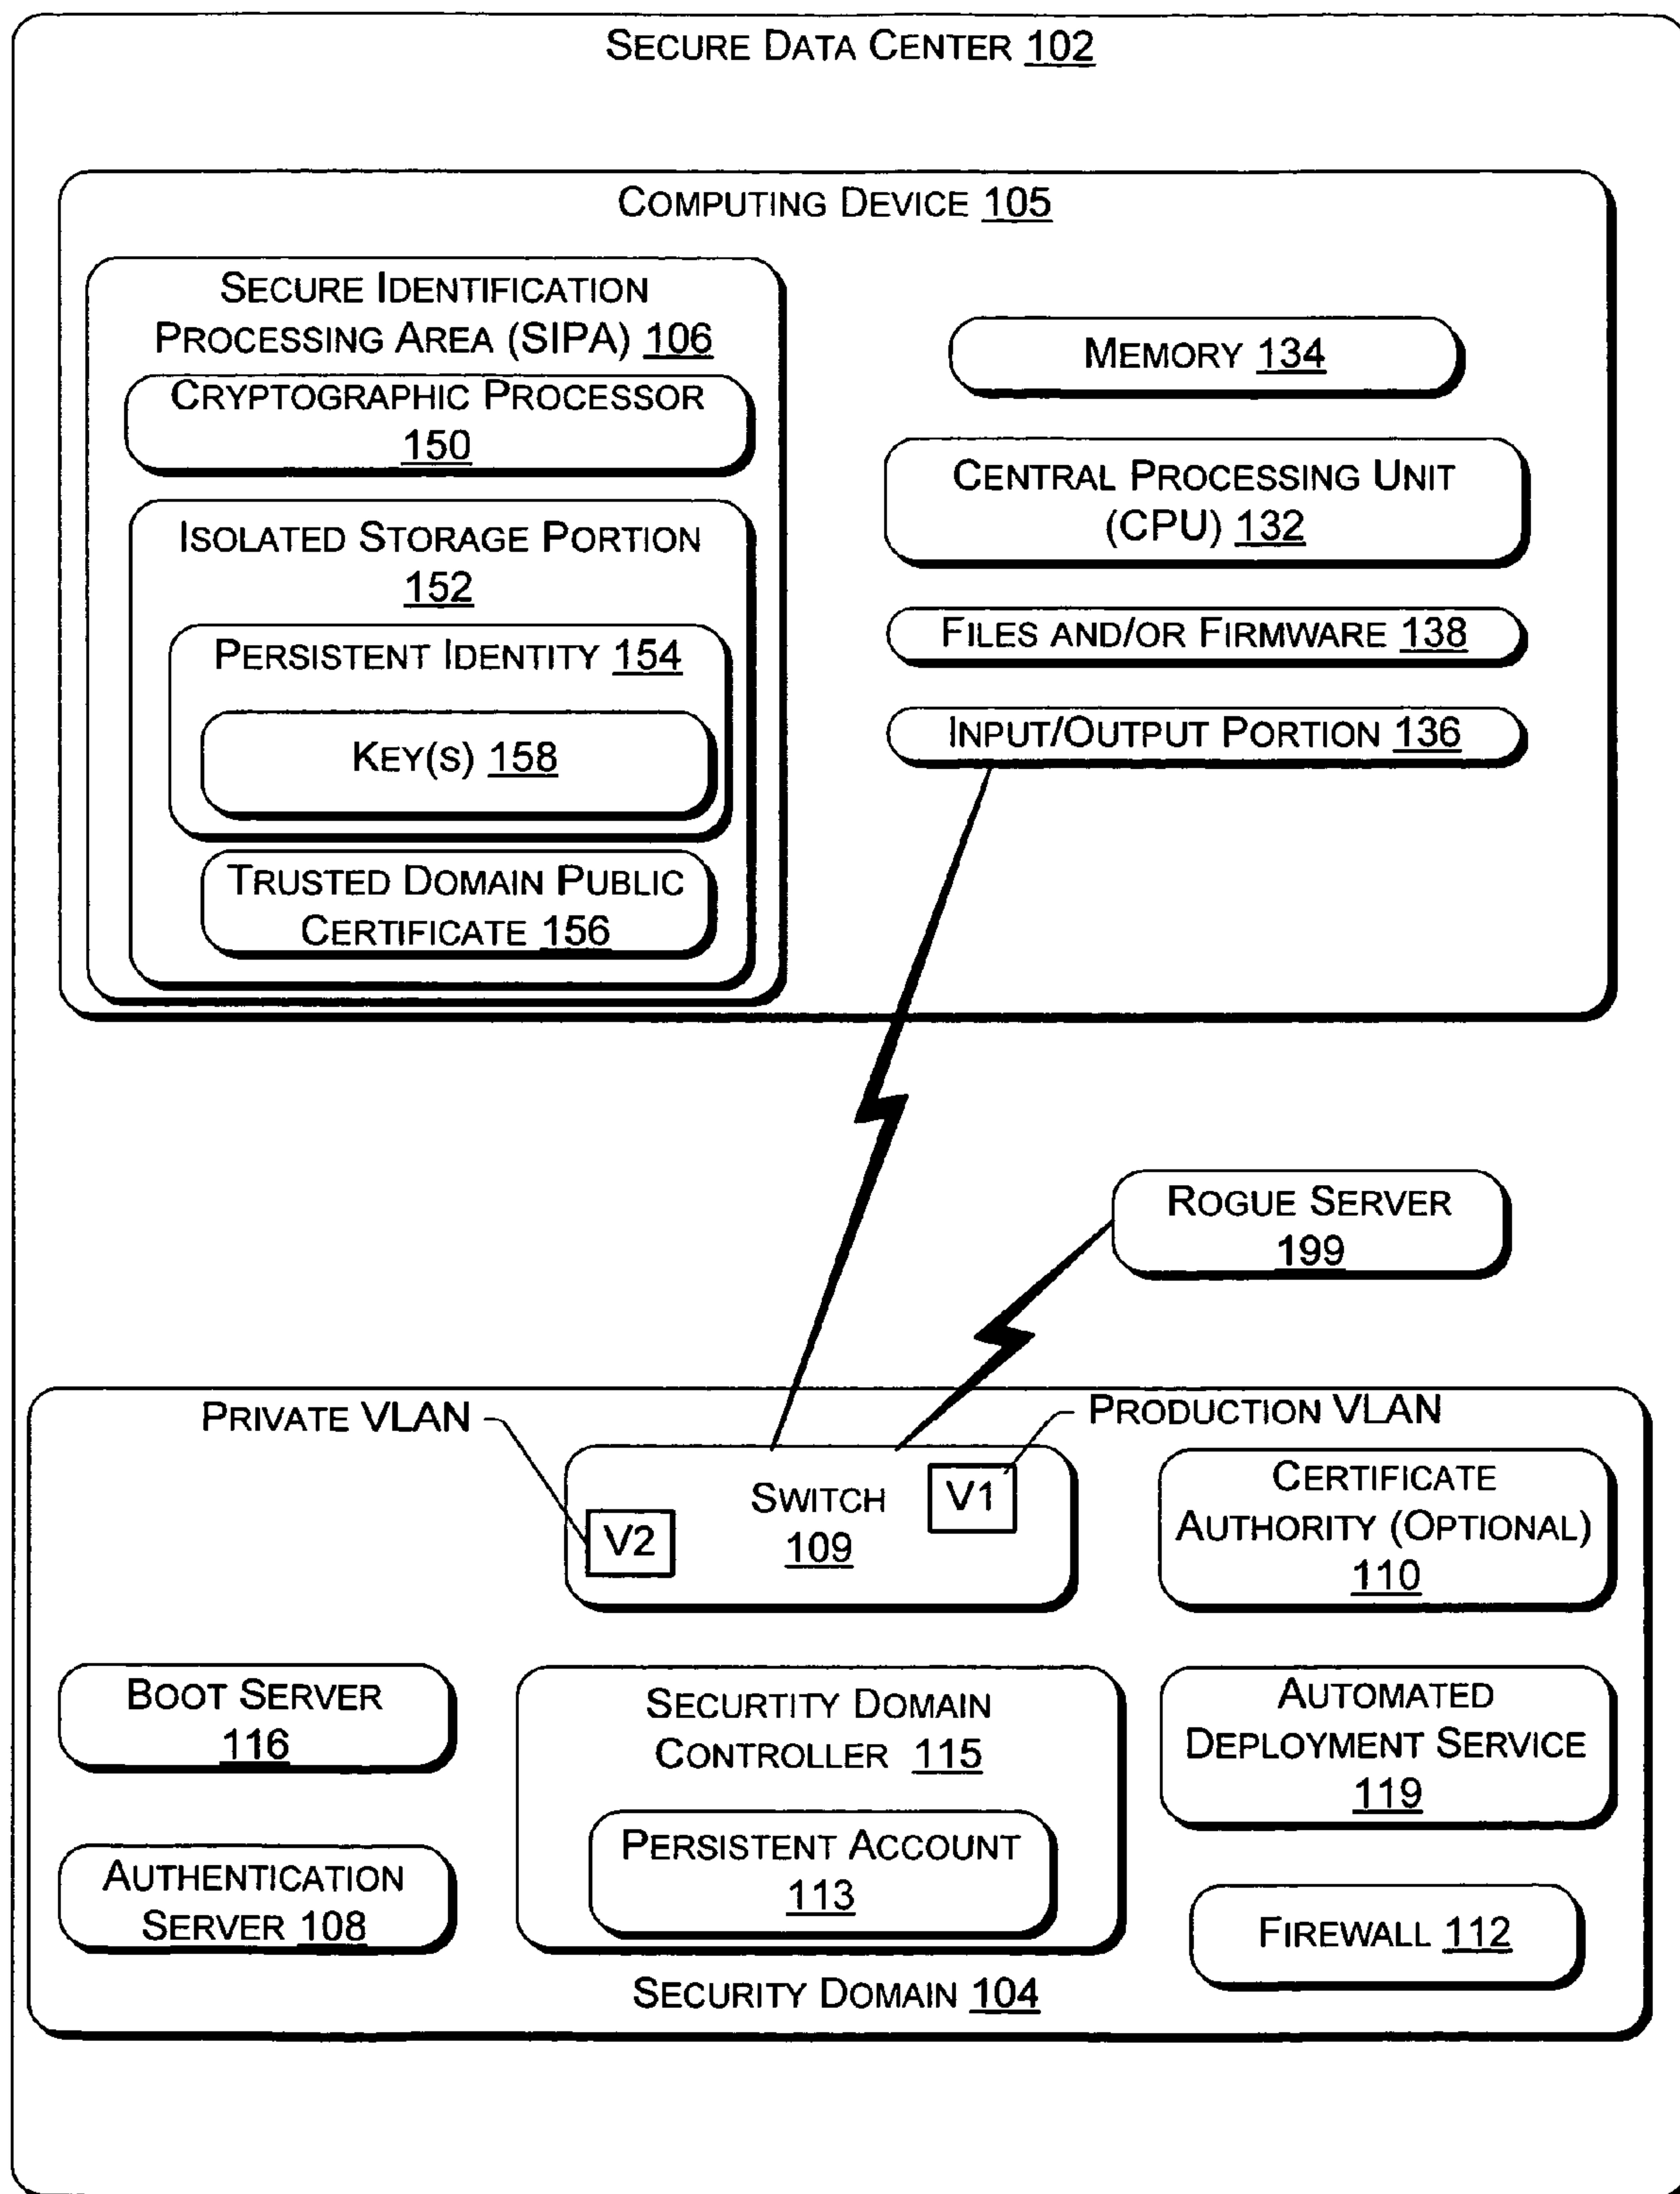 SECURE DATA CENTER 102
COMPUTING DEVICE 105
SECURE IDENTIFICATION
PROCESSING AREA (SIPA) 106
CRYPTOGRAPHIC PROCESSOR
150
ISOLATED STORAGE PORTION
152
PERSISTENT IDENTITY 154
KEY(S) 158
TRUSTED DOMAIN PUBLIC
CERTIFICATE 156
MEMORY 134
CENTRAL PROCESSING UNIT
(CPU) 132
FILES AND/OR FIRMWARE 138
INPUT/OUTPUT PORTION 136
ROGUE SERVER
199
PRIVATE VLAN
PRODUCTION VLAN
SWITCH
109
V1
V2
CERTIFICATE
AUTHORITY (OPTIONAL)
110
BOOT SERVER
116
SECURTITY DOMAIN
CONTROLLER 115
PERSISTENT ACCOUNT
113
AUTOMATED
DEPLOYMENT SERVICE
119
AUTHENTICATION
SERVER 108
FIREWALL 112
SECURITY DOMAIN 104